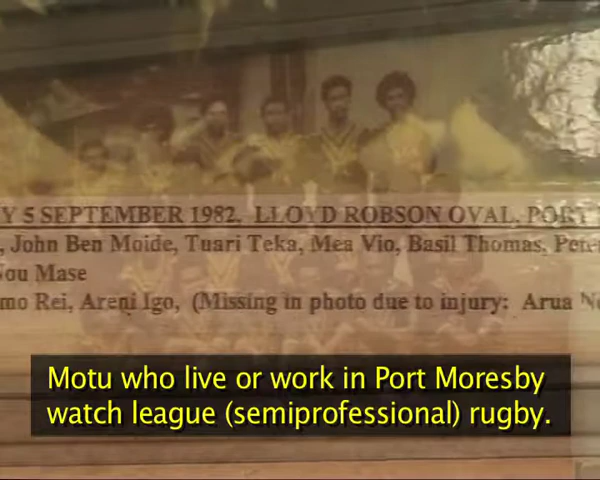 Y 5 SEPTEMBER 1982, LLOYD ROBSON OVAL, PORT
, John Ben Moide, Tuari Teka, Mea Vio, Basil Thomas,
Nou Mase
mo Rei, Areni Igo, (Missing in photo due to injury: Arua
Motu who live or work in Port Moresby
watch league (semiprofessional) rugby.